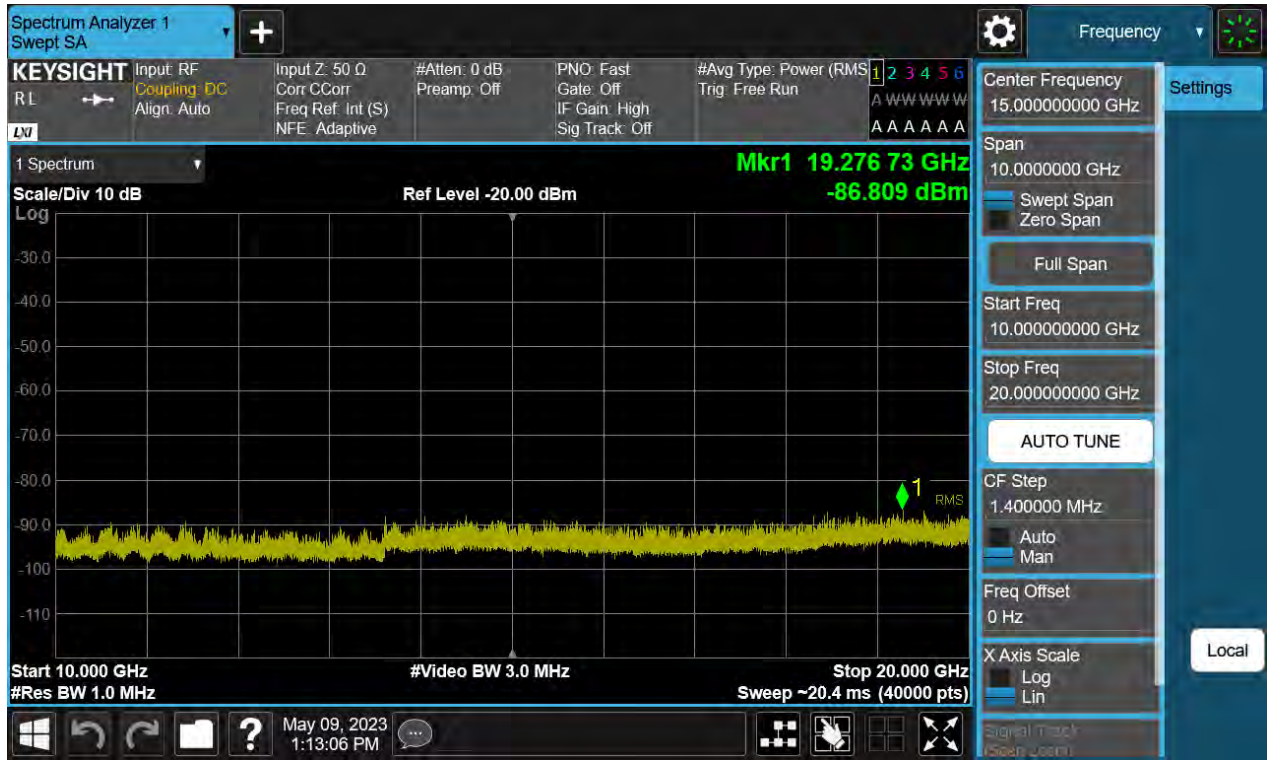 Spectrum Analyzer 1
Swept SA
+
Frequency
KEYSIGHT
RL
LXI
Input: RF
Coupling: DC
Align: Auto
Input Z: 50 Ω
Corr CCorr
Freq Ref: Int (S)
NFE: Adaptive
#Atten: 0 dB
Preamp: Off
PNO: Fast
Gate: Off
IF Gain: High
Sig Track: Off
#Avg Type: Power (RMS
Trig: Free Run
1 2 3 4 5 6
A W W W W W
A A A A A A
1 Spectrum
Scale/Div 10 dB
Ref Level -20.00 dBm
Mkr1 19.276 73 GHz
-86.809 dBm
Log
-30.0
-40.0
-50.0
-60.0
-70.0
-80.0
-90.0
-100
-110
1
RMS
Start 10.000 GHz
#Video BW 3.0 MHz
Stop 20.000 GHz
#Res BW 1.0 MHz
Sweep ~20.4 ms (40000 pts)
Center Frequency
15.000000000 GHz
Span
10.0000000 GHz
Swept Span
Zero Span
Full Span
Start Freq
10.000000000 GHz
Stop Freq
20.000000000 GHz
AUTO TUNE
CF Step
1.400000 MHz
Auto
Man
Freq Offset
0 Hz
X Axis Scale
Log
Lin
Signal Track
(Span Zoom)
Settings
Local
?
May 09, 2023
1:13:06 PM